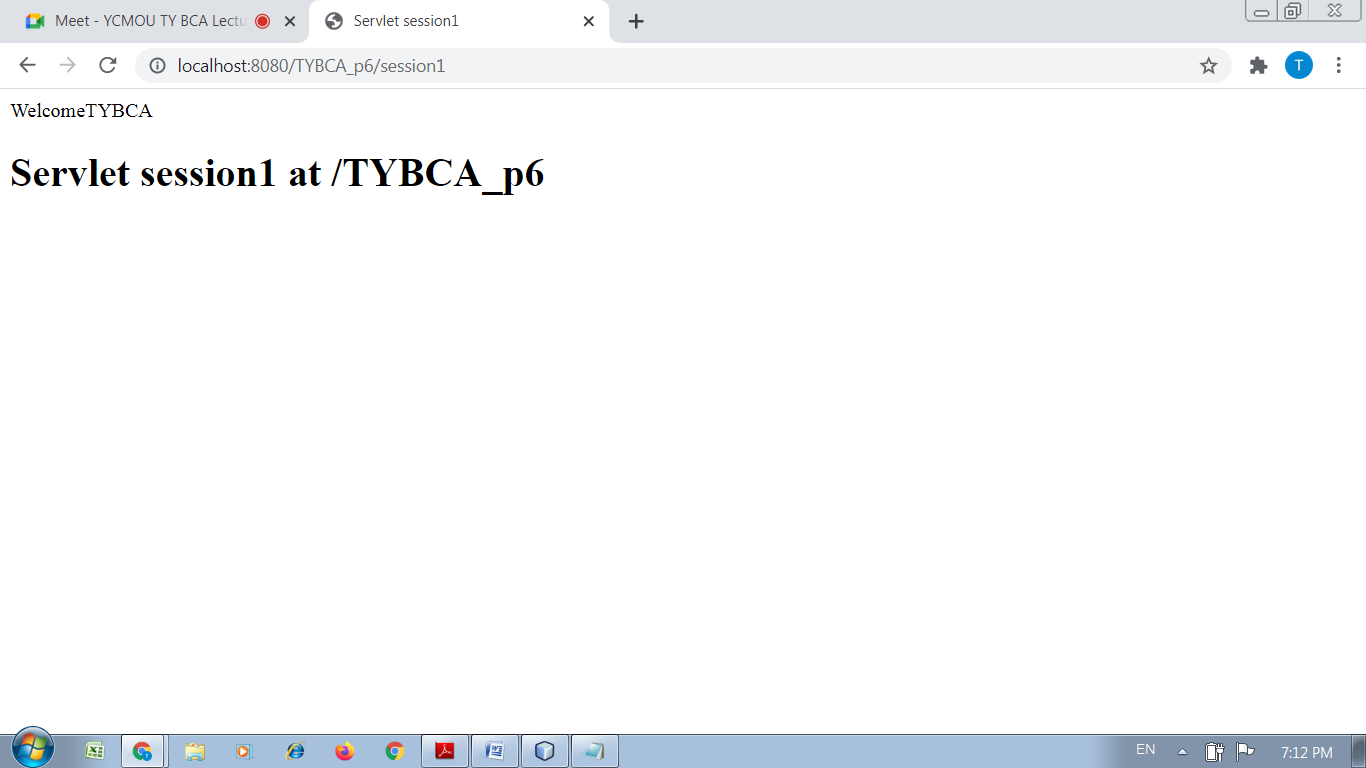 Meet - YCMOU TY BCA Lectu
Servlet session1
localhost:8080/TYBCA_p6/session1
T
WelcomeTYBCA
Servlet session1 at /TYBCA_p6
EN
7:12 PM